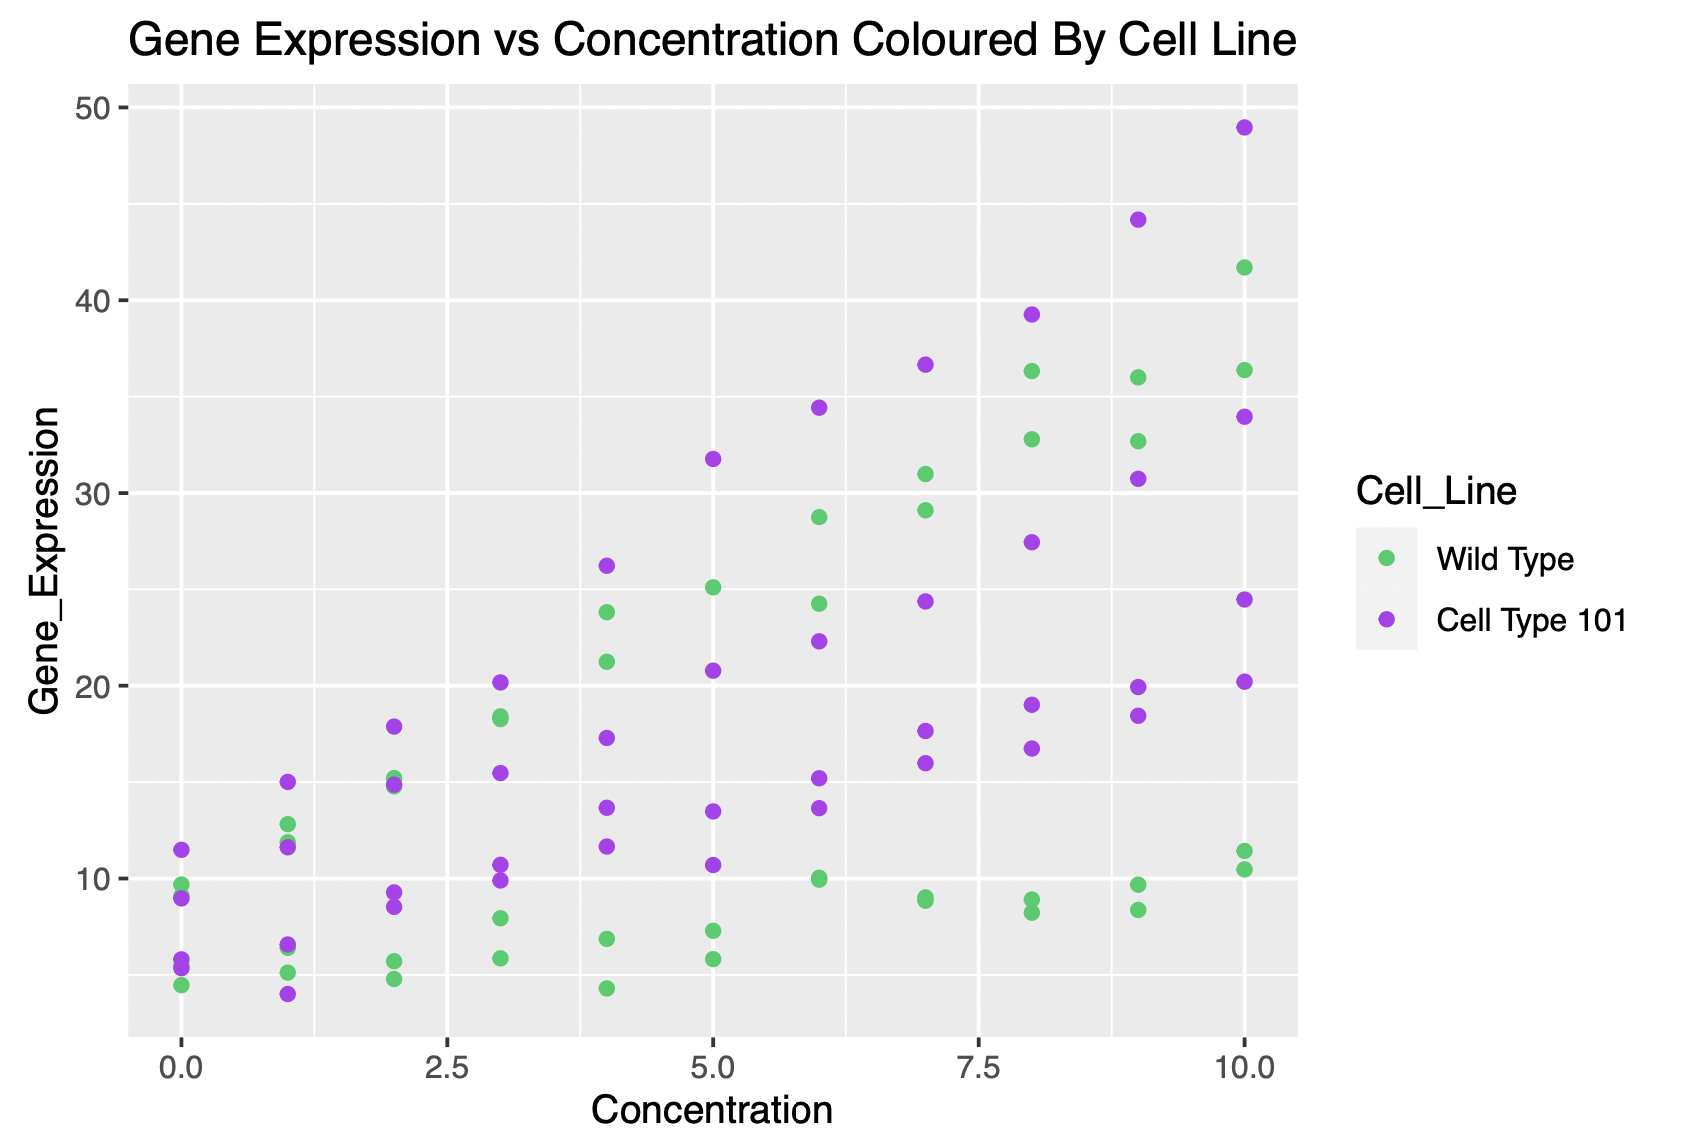 Gene Expression vs Concentration Coloured By Cell Line
50
40
30
20
10
Gene_Expression
0.0 2.5 5.0 7.5 10.0
Concentration
Cell_Line
Wild Type
Cell Type 101